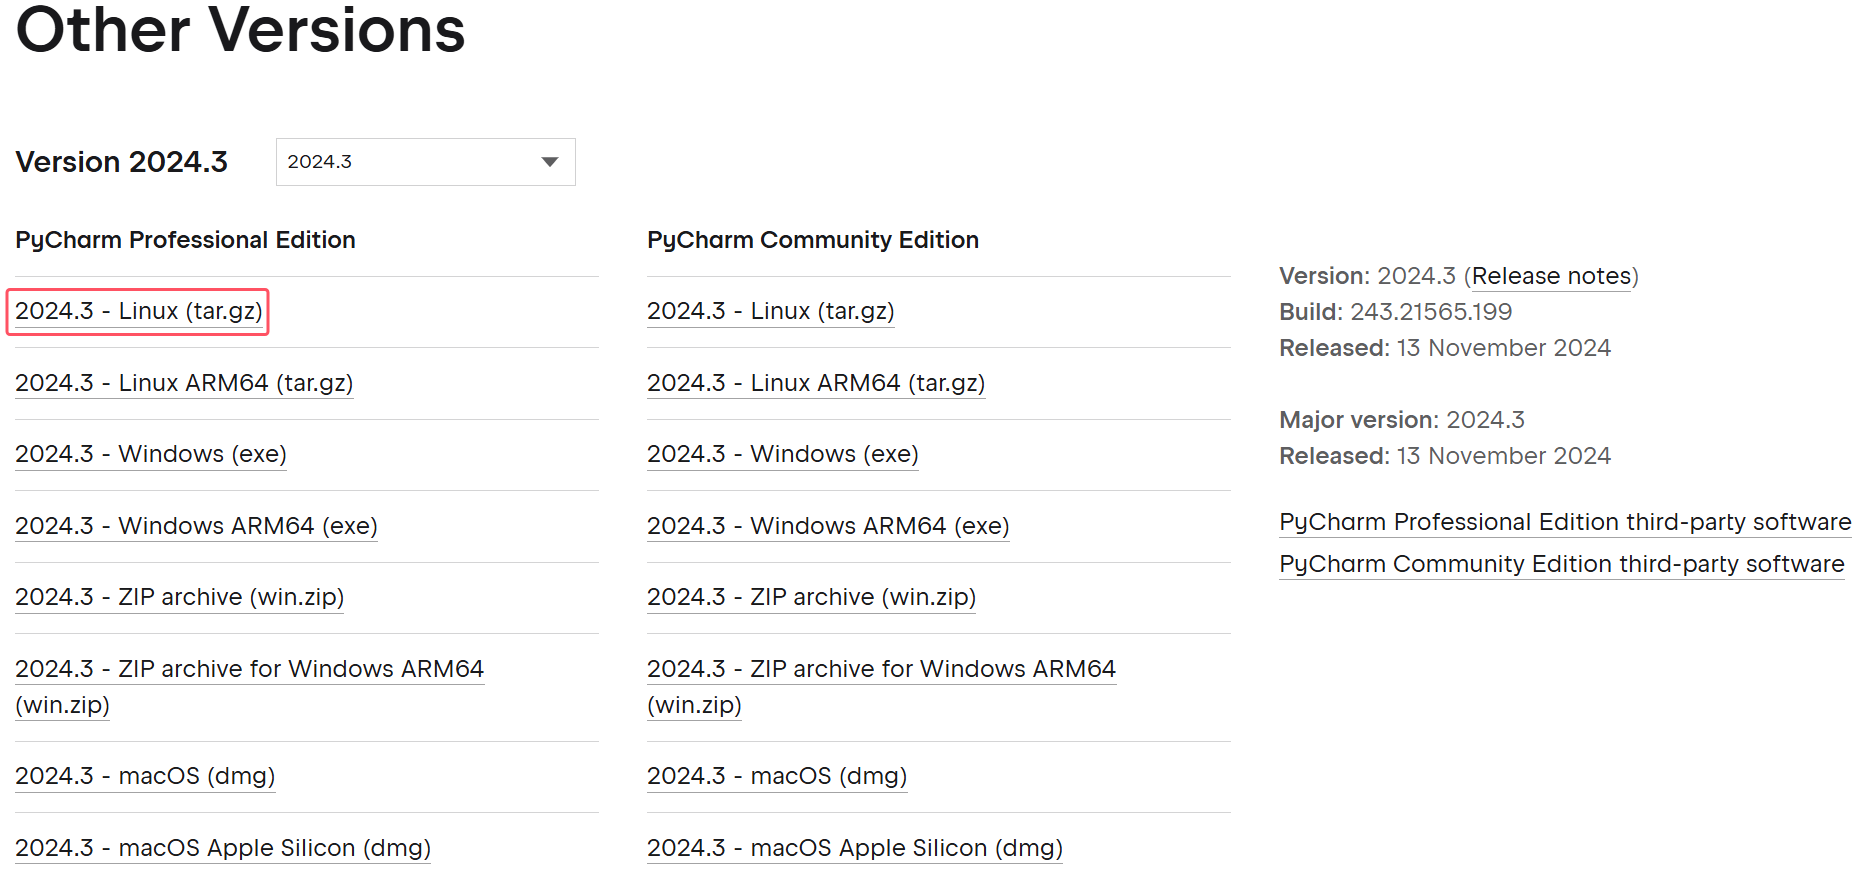 Other Versions
Version 2024.3
2024.3
PyCharm Professional Edition
2024.3 - Linux (tar.gz)
2024.3 - Linux ARM64 (tar.gz)
2024.3 - Windows (exe)
2024.3 - Windows ARM64 (exe)
2024.3 - ZIP archive (win.zip)
2024.3 - ZIP archive for Windows ARM64
(win.zip)
2024.3 - macOS (dmg)
2024.3 - macOS Apple Silicon (dmg)
PyCharm Community Edition
2024.3 - Linux (tar.gz)
2024.3 - Linux ARM64 (tar.gz)
2024.3 - Windows (exe)
2024.3 - Windows ARM64 (exe)
2024.3 - ZIP archive (win.zip)
2024.3 - ZIP archive for Windows ARM64
(win.zip)
2024.3 - macOS (dmg)
2024.3 - macOS Apple Silicon (dmg)
Version: 2024.3 (Release notes)
Build: 243.21565.199
Released: 13 November 2024
Major version: 2024.3
Released: 13 November 2024
PyCharm Professional Edition third-party software
PyCharm Community Edition third-party software